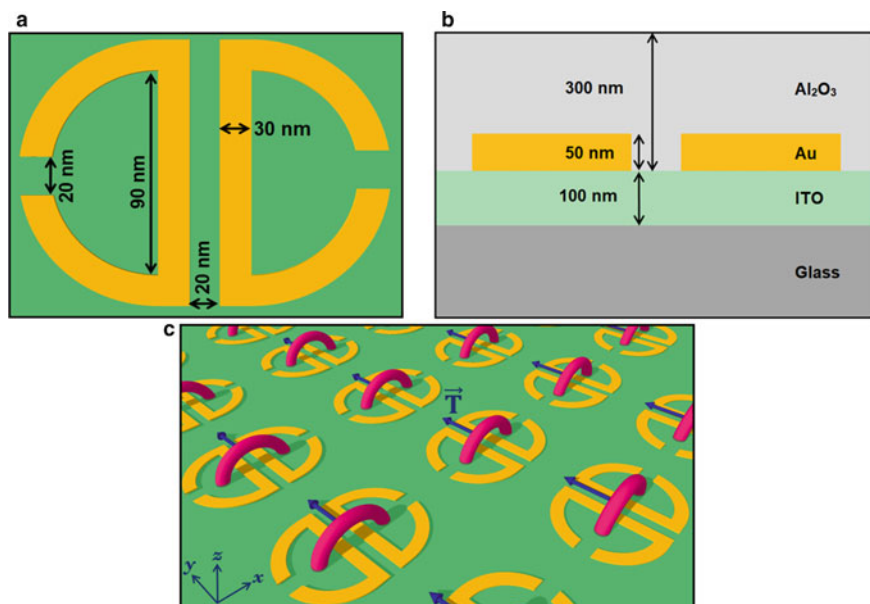 a
20 nm
90 nm
30 nm
20 nm
b
300 nm
Al₂O₃
50 nm
Au
100 nm
ITO
Glass
c
T
z
y
x